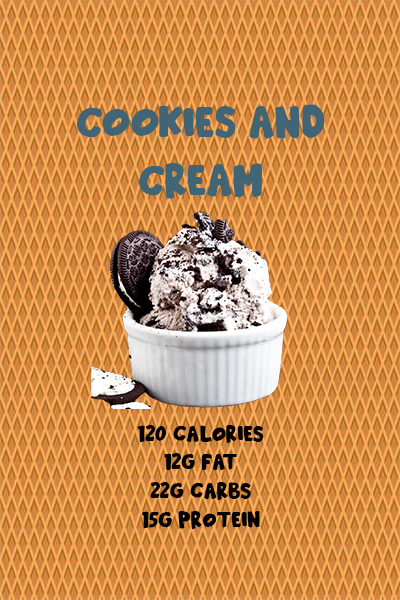 COOKIES AND
CREAM
120 CALORIES
12G FAT
22G CARBS
15G PROTEIN